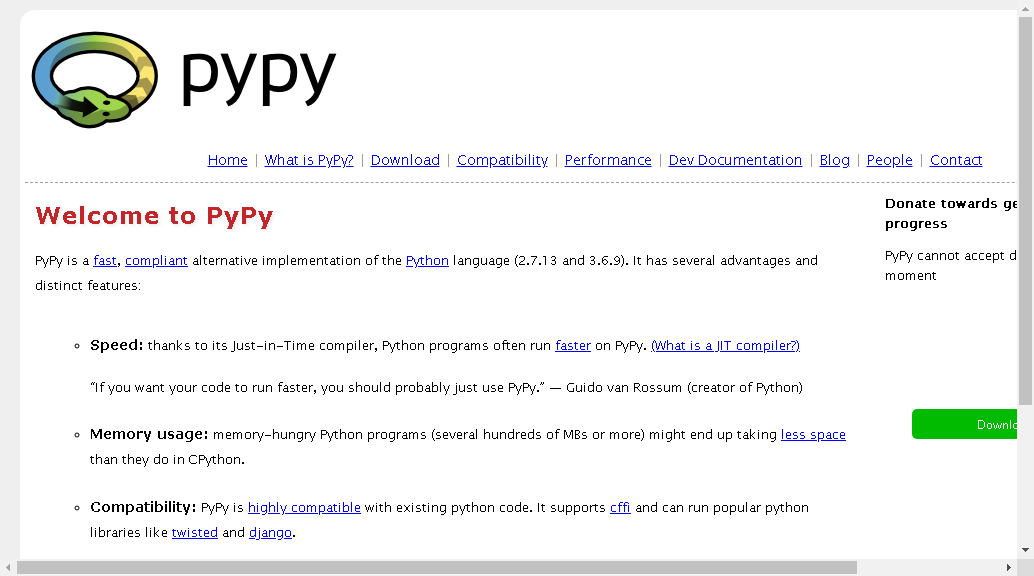 pypy
Home | What is PyPy? | Download | Compatibility | Performance | Dev Documentation | Blog | People | Contact
Welcome to PyPy
PyPy is a fast, compliant alternative implementation of the Python language (2.7.13 and 3.6.9). It has several advantages and
distinct features:
Speed: thanks to its Just-in-Time compiler, Python programs often run faster on PyPy. (What is a JIT compiler?)
“If you want your code to run faster, you should probably just use PyPy.” — Guido van Rossum (creator of Python)
Memory usage: memory-hungry Python programs (several hundreds of MBs or more) might end up taking less space
than they do in CPython.
Compatibility: PyPy is highly compatible with existing python code. It supports cffi and can run popular python
libraries like twisted and django.
Donate towards
progress
PyPy cannot accept
moment